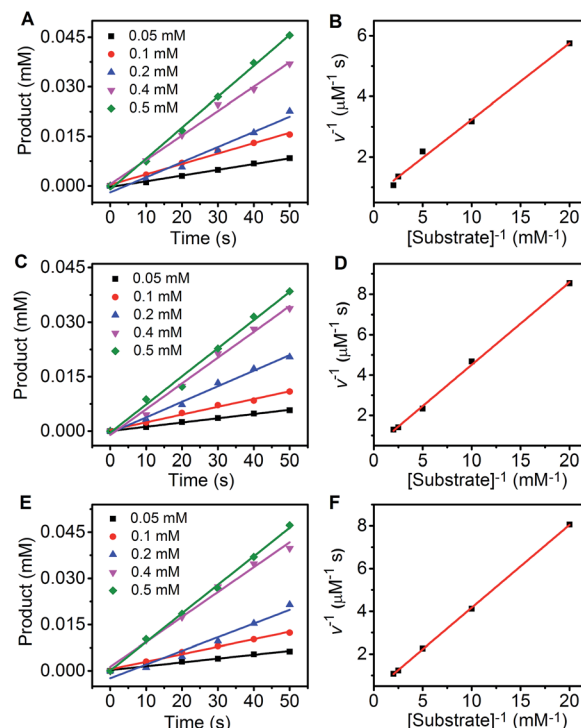 A
Product (mM)
0.045
0.030
0.015
0.000
0.05 mM
0.1 mM
0.2 mM
0.4 mM
0.5 mM
0 10 20 30 40 50
Time (s)
B
v-1 (μM-1 s)
6
4
2
0 5 10 15 20
[Substrate]-1 (mM-1)
C
Product (mM)
0.045
0.030
0.015
0.000
0.05 mM
0.1 mM
0.2 mM
0.4 mM
0.5 mM
0 10 20 30 40 50
Time (s)
D
v-1 (μM-1 s)
8
6
4
2
0 5 10 15 20
[Substrate]-1 (mM-1)
E
Product (mM)
0.045
0.030
0.015
0.000
0.05 mM
0.1 mM
0.2 mM
0.4 mM
0.5 mM
0 10 20 30 40 50
Time (s)
F
v-1 (μM-1 s)
8
6
4
2
0 5 10 15 20
[Substrate]-1 (mM-1)